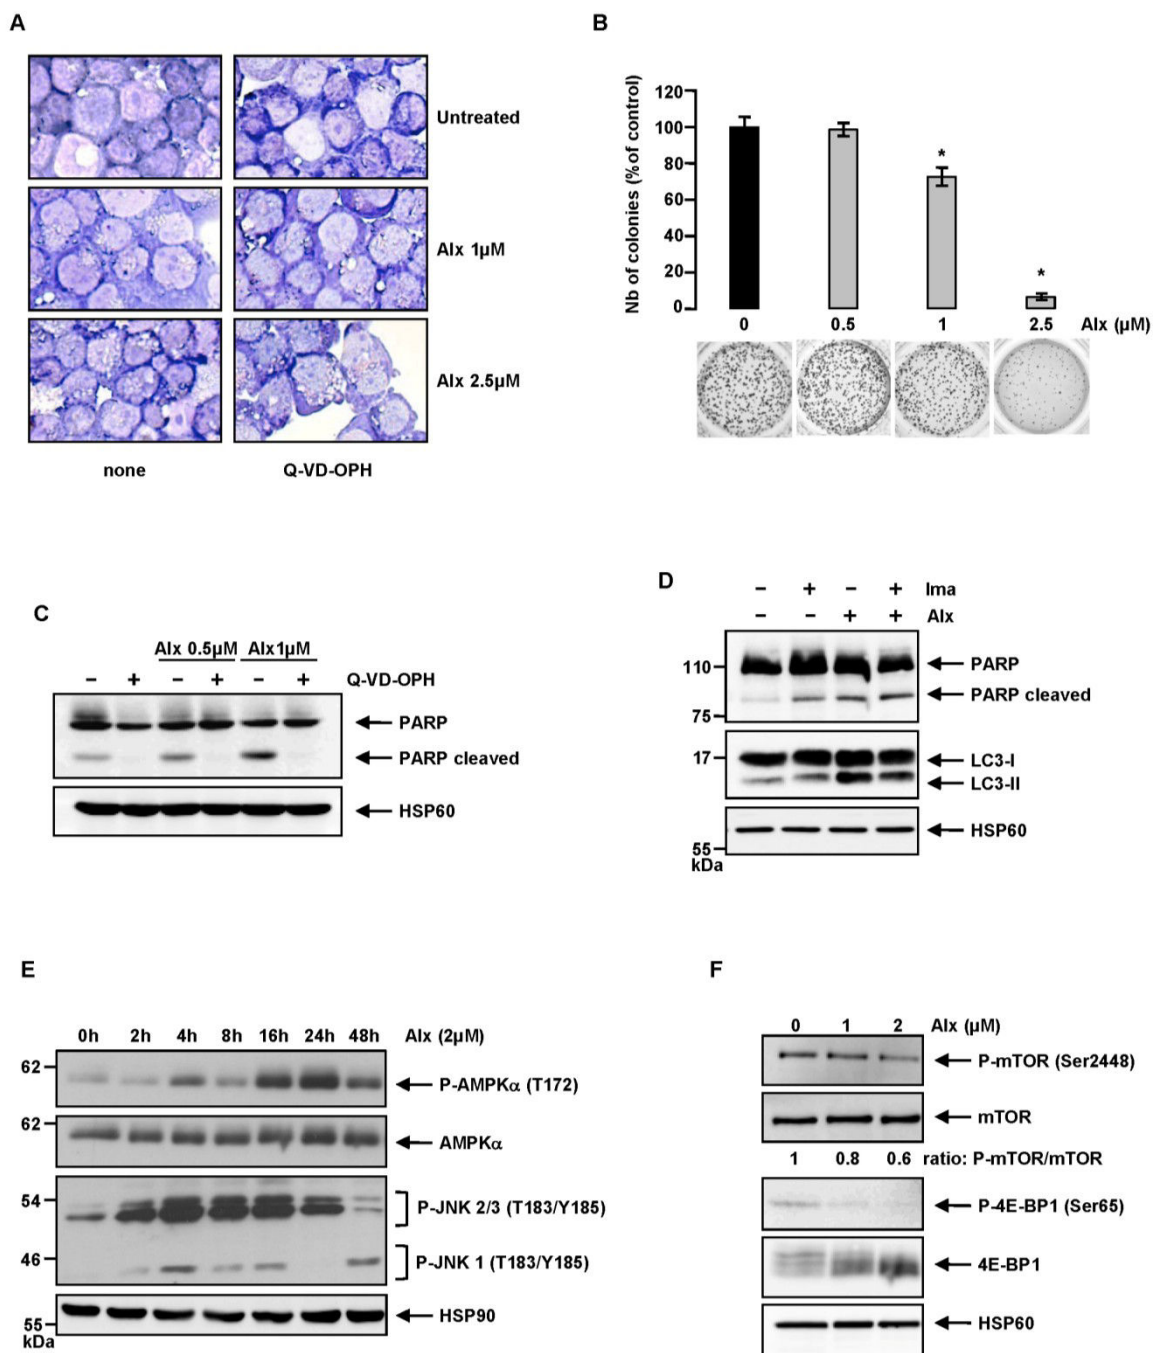 A
Untreated
Alx 1µM
Alx 2.5µM
none Q-VD-OPH
B
Nb of colonies (% of control)
120
100
80
60
40
20
0
* *
0 0.5 1 2.5 Alx (µM)
C
Alx 0.5µM Alx1µM
– + – + – + Q-VD-OPH
PARP
PARP cleaved
HSP60
D
– + – + Ima
– – + + Alx
110 PARP
PARP cleaved
75
17 LC3-I
LC3-II
HSP60
55
kDa
E
0h 2h 4h 8h 16h 24h 48h Alx (2µM)
62
P-AMPKα (T172)
62
AMPKα
54 P-JNK 2/3 (T183/Y185)
46 P-JNK 1 (T183/Y185)
HSP90
55
kDa
F
0 1 2 Alx (µM)
P-mTOR (Ser2448)
mTOR
1 0.8 0.6 ratio: P-mTOR/mTOR
P-4E-BP1 (Ser65)
4E-BP1
HSP60